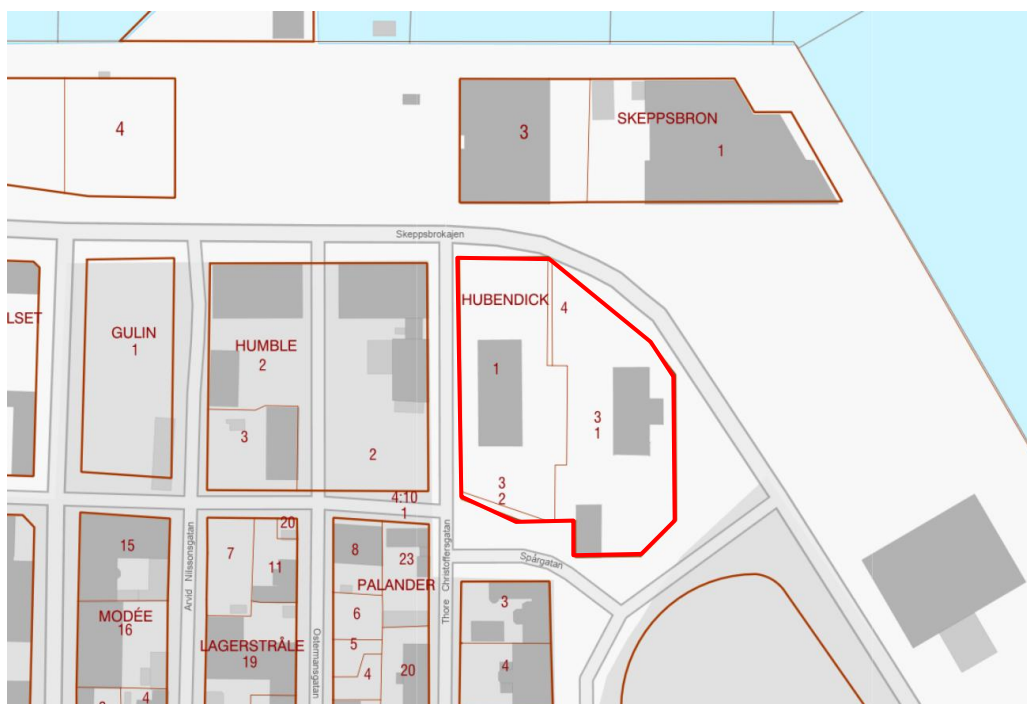 4
3
SKEPPSBRON
1
Skeppsbrokajen
LSET
GULIN
1
HUMBLE
2
3
2
HUBENDICK
4
1
3
1
3
2
4:10
1
Arvid Nilssonsgatan
Ostermansgatan
Thore Christoffersgatan
Spårgatan
15
MODÉE
16
4
7
20
11
LAGERSTRÅLE
19
8
23
PALANDER
6
5
4
20
3
4